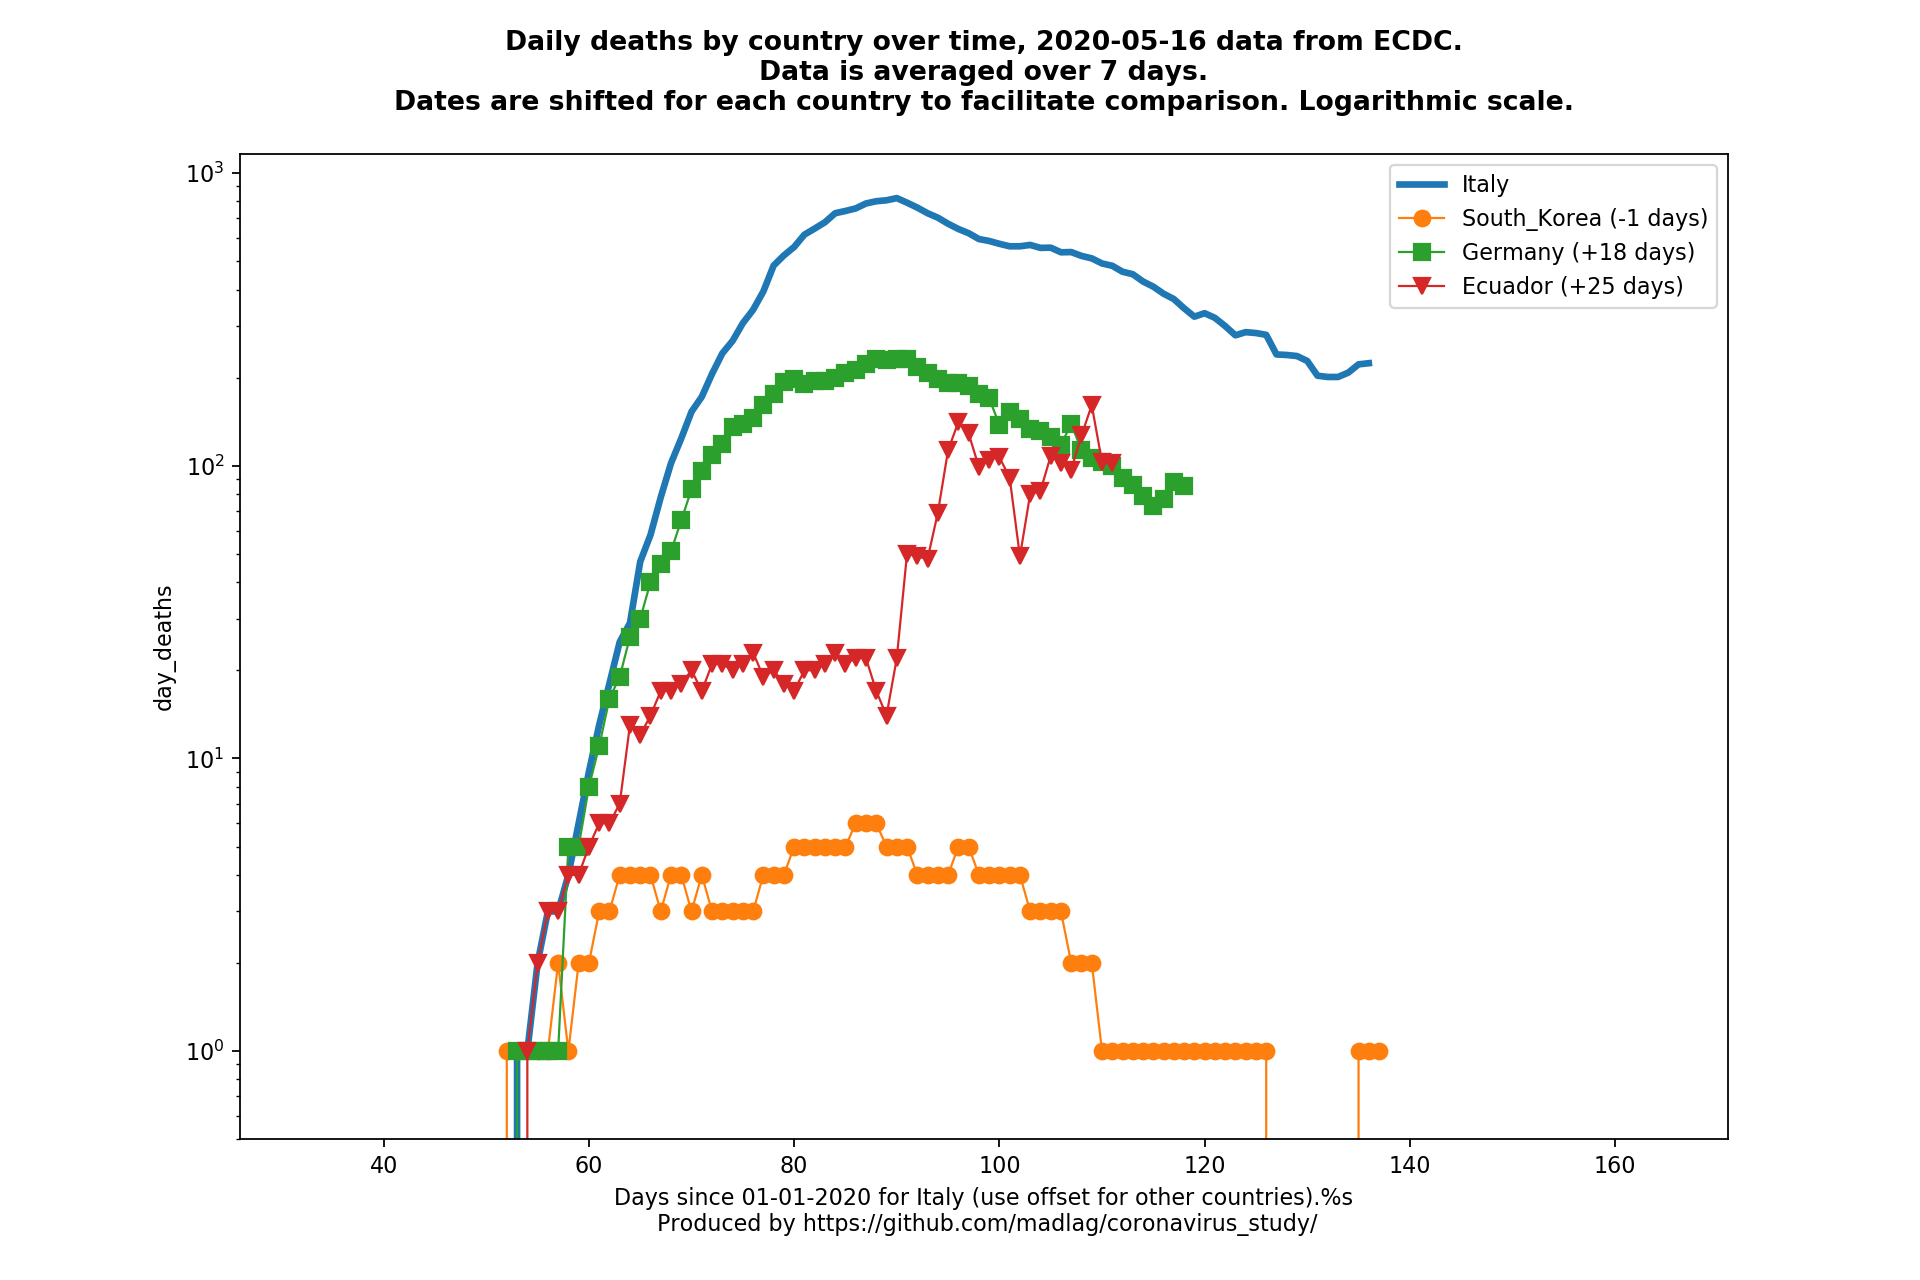 Daily deaths by country over time, 2020-05-16 data from ECDC.
Data is averaged over 7 days.
Dates are shifted for each country to facilitate comparison. Logarithmic scale.
10³
10²
10¹
10⁰
day_deaths
Italy
South_Korea (-1 days)
Germany (+18 days)
Ecuador (+25 days)
40 60 80 100 120 140 160
Days since 01-01-2020 for Italy (use offset for other countries).%s
Produced by https://github.com/madlag/coronavirus_study/